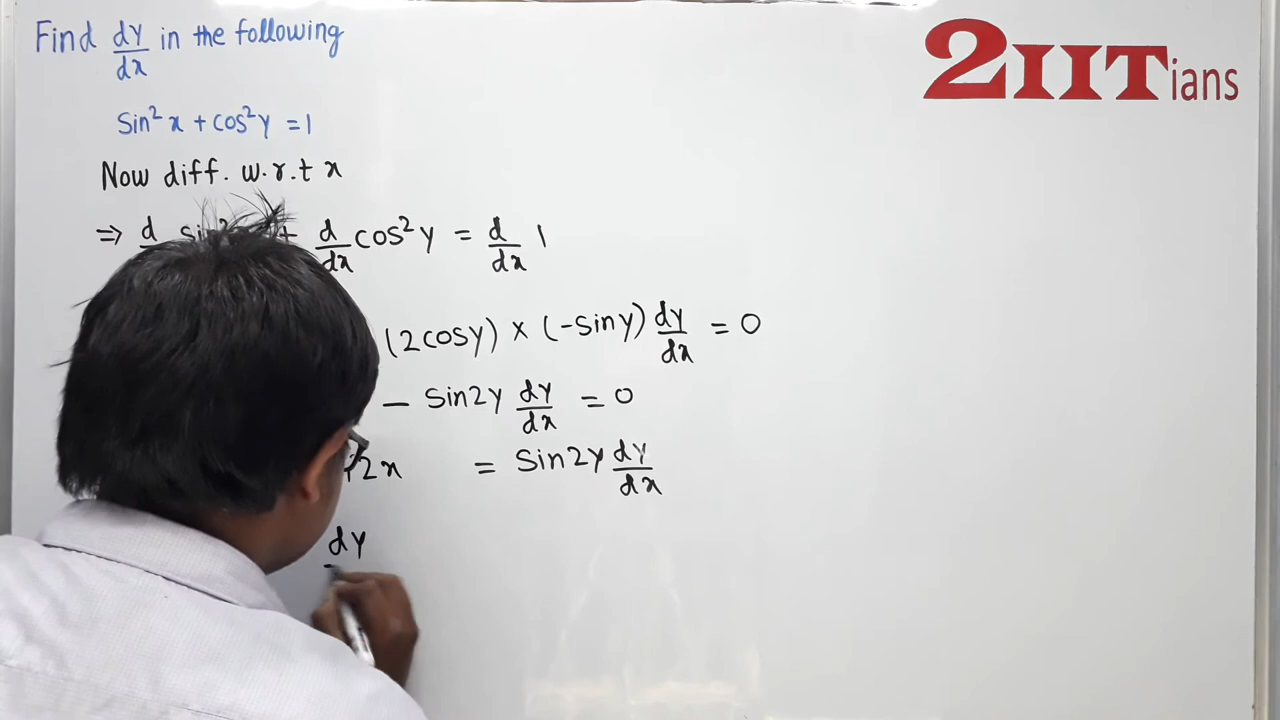 Find dy/dx in the following
2IITians
Sin²x + cos²y = 1
Now diff. w.r.t x
⇒ d + d/dx cos²y = d/dx 1
(2cosy) × (-siny) dy/dx = 0
− Sin2y dy/dx = 0
2x = Sin2y dy/dx
dy